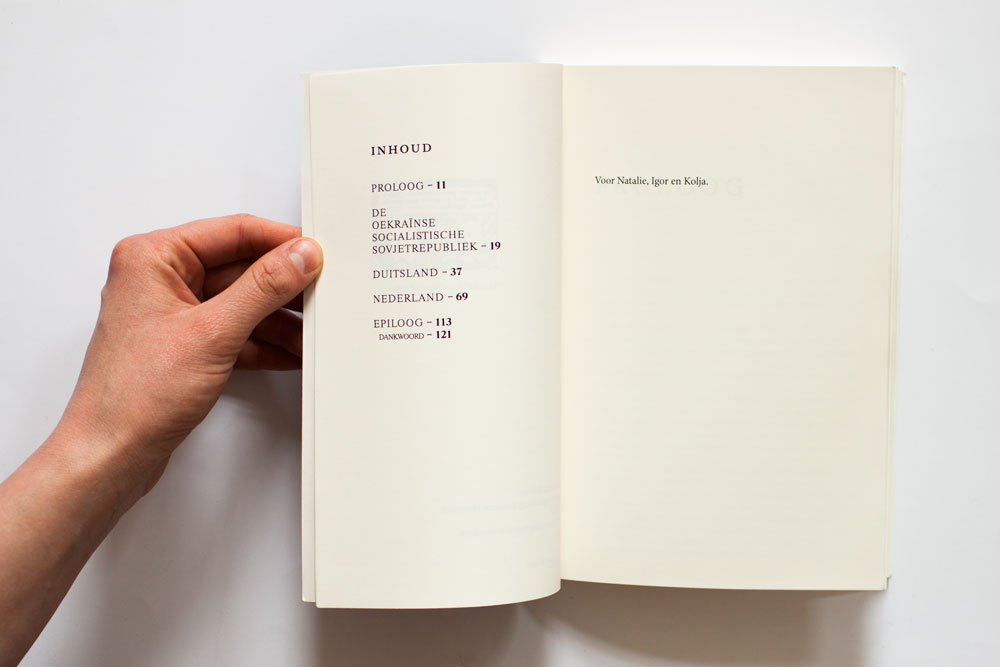 INHOUD
PROLOOG – 11
DE
OEKRAÏNSE
SOCIALISTISCHE
SOVJETREPUBLIEK – 19
DUITSLAND – 37
NEDERLAND – 69
EPILOOG – 113
DANKWOORD – 121
Voor Natalie, Igor en Kolja.